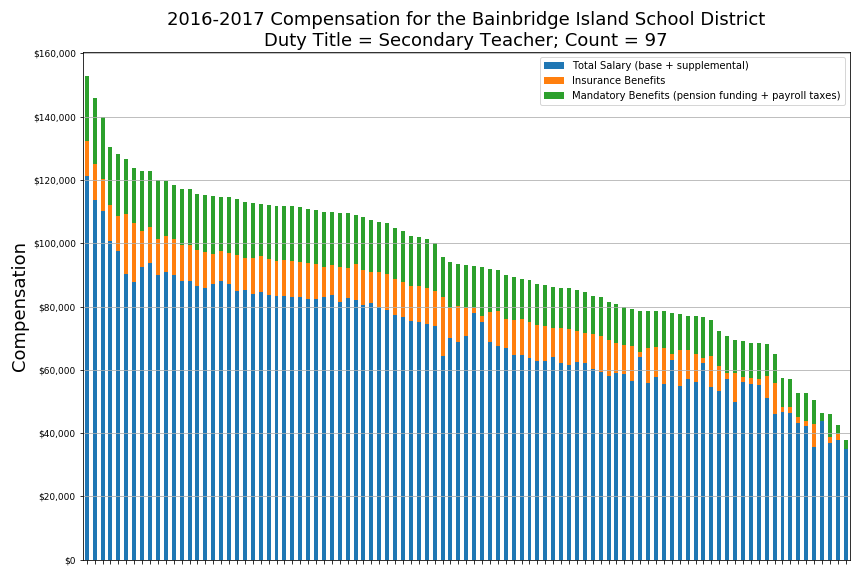 2016-2017 Compensation for the Bainbridge Island School District
Duty Title = Secondary Teacher; Count = 97
$160,000
$140,000
$120,000
$100,000
$80,000
$60,000
$40,000
$20,000
$0
Compensation
Total Salary (base + supplemental)
Insurance Benefits
Mandatory Benefits (pension funding + payroll taxes)